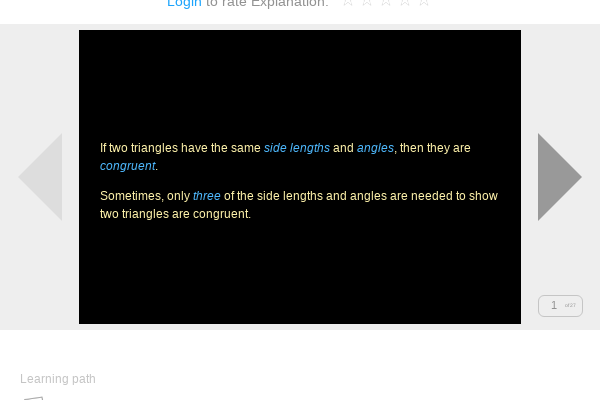 Login to rate Explanation:
If two triangles have the same side lengths and angles, then they are
congruent.
Sometimes, only three of the side lengths and angles are needed to show
two triangles are congruent.
1 of 27
Learning path